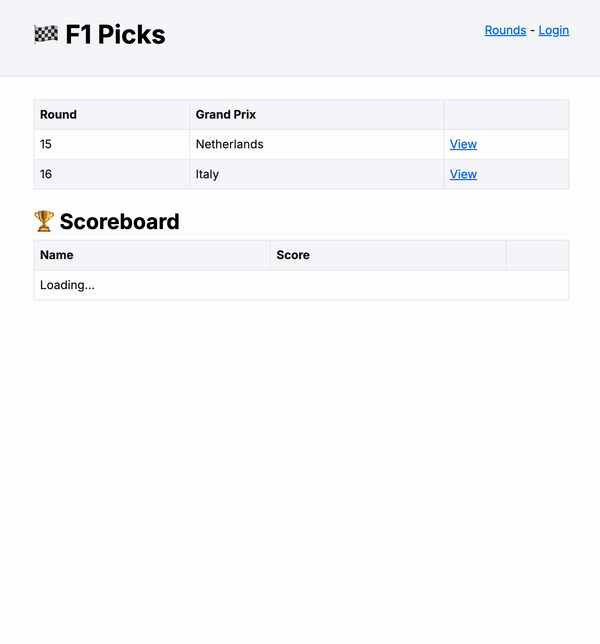 🏁 F1 Picks
Rounds - Login
Round Grand Prix
15 Netherlands View
16 Italy View
🏆 Scoreboard
Name Score
Loading...